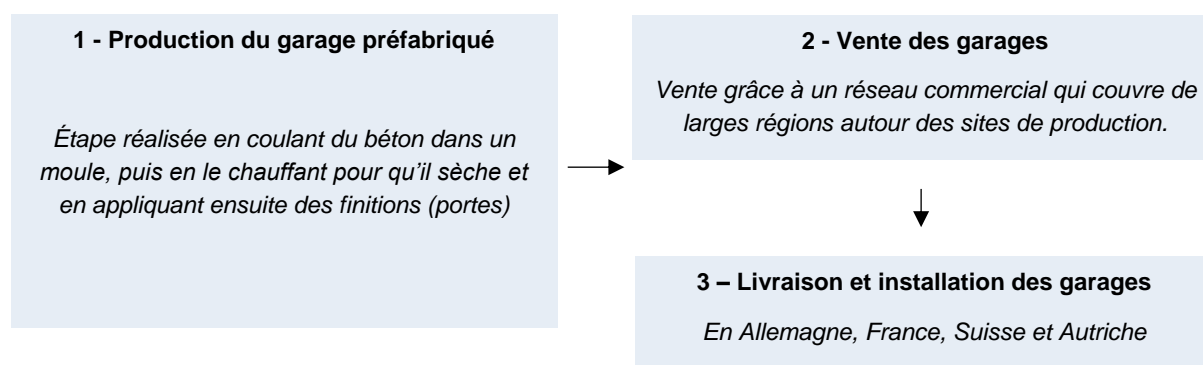 1 - Production du garage préfabriqué
Étape réalisée en coulant du béton dans un
moule, puis en le chauffant pour qu'il sèche et
en appliquant ensuite des finitions (portes)
2 - Vente des garages
Vente grâce à un réseau commercial qui couvre de
larges régions autour des sites de production.
3 – Livraison et installation des garages
En Allemagne, France, Suisse et Autriche